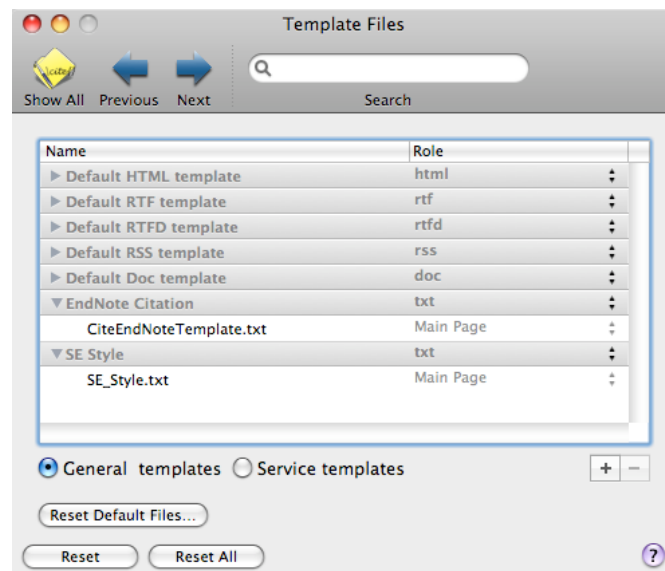 Template Files
cite!
Show All Previous Next Search
Name Role
Default HTML template html
Default RTF template rtf
Default RTFD template rtfd
Default RSS template rss
Default Doc template doc
EndNote Citation txt
CiteEndNoteTemplate.txt Main Page
SE Style txt
SE_Style.txt Main Page
General templates Service templates + −
Reset Default Files...
Reset Reset All ?